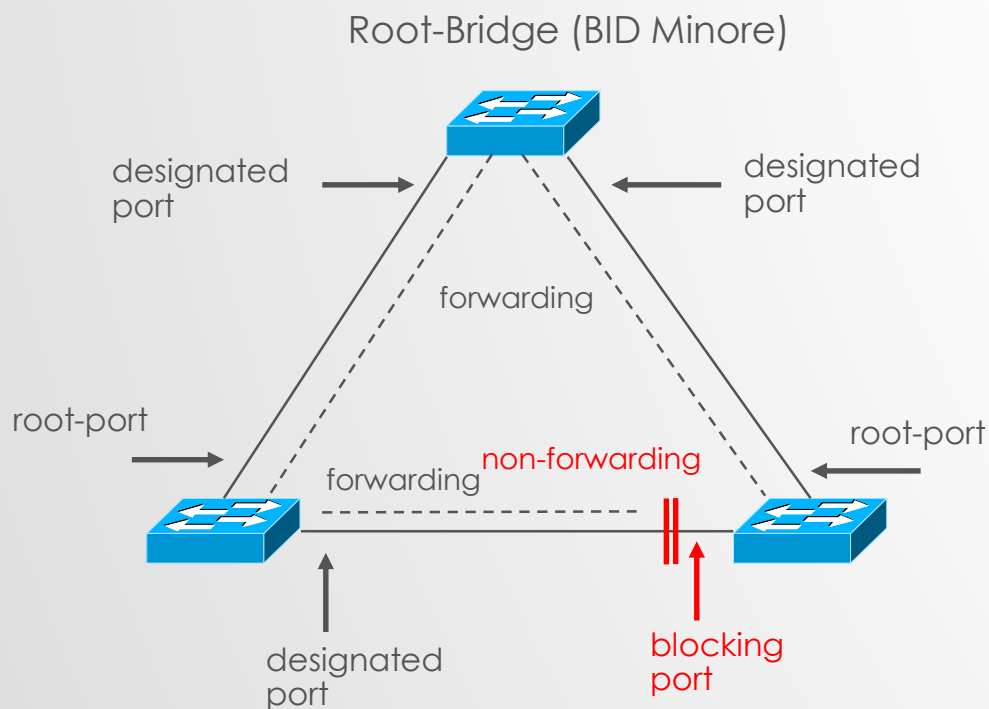 Root-Bridge (BID Minore)
designated
port
designated
port
forwarding
root-port
root-port
non-forwarding
forwarding
designated
port
blocking
port